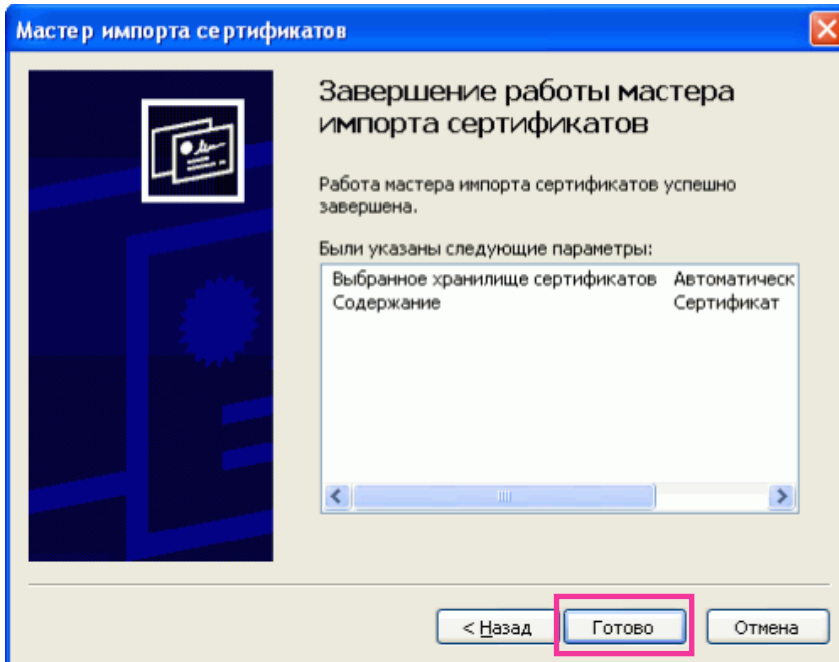 Мастер импорта сертификатов
Завершение работы мастера
импорта сертификатов
Работа мастера импорта сертификатов успешно
завершена.
Были указаны следующие параметры:
Выбранное хранилище сертификатов Автоматическ
Содержание Сертификат
< Назад Готово Отмена